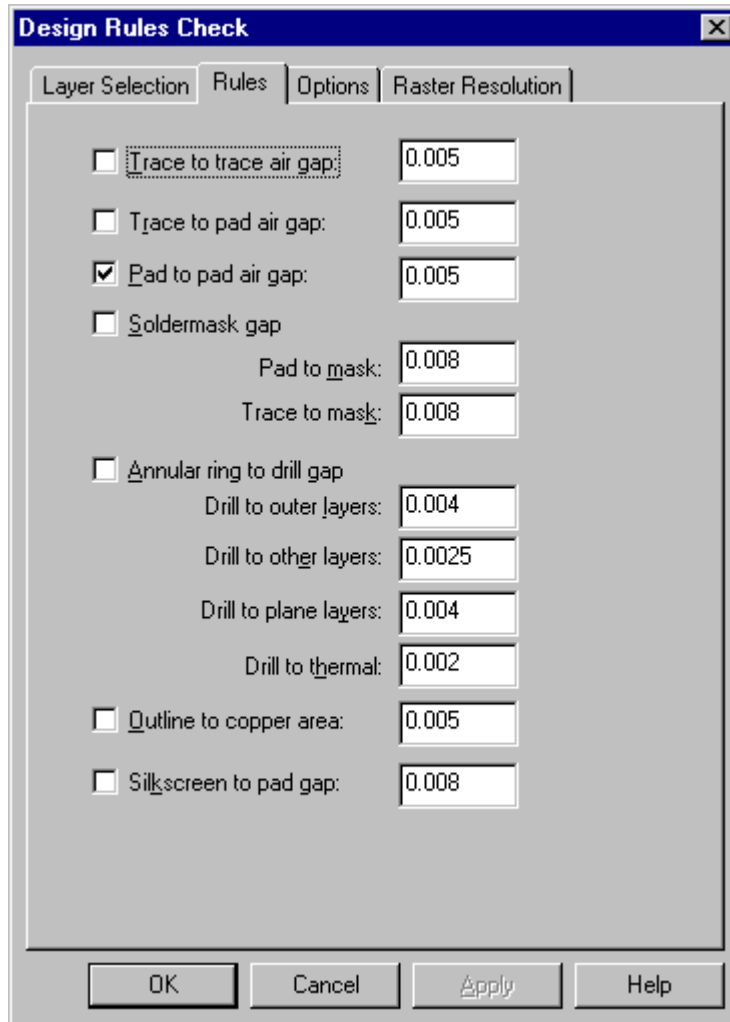 Design Rules Check
Layer Selection Rules Options Raster Resolution
Trace to trace air gap: 0.005
Trace to pad air gap: 0.005
Pad to pad air gap: 0.005
Soldermask gap
Pad to mask: 0.008
Trace to mask: 0.008
Annular ring to drill gap
Drill to outer layers: 0.004
Drill to other layers: 0.0025
Drill to plane layers: 0.004
Drill to thermal: 0.002
Outline to copper area: 0.005
Silkscreen to pad gap: 0.008
OK Cancel Apply Help